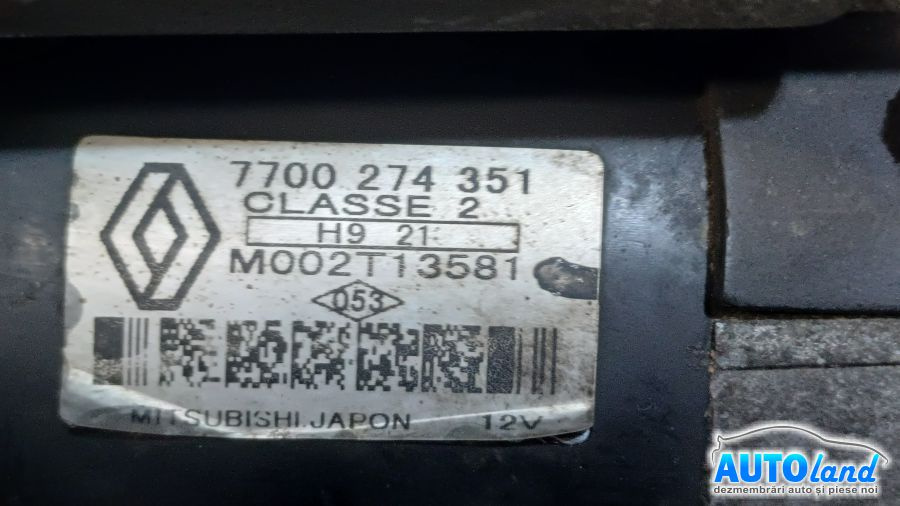 7700 274 351
CLASSE 2
H9 21
M002T13581
053
MITSUBISHI.JAPON 12V
AUTOland
dezmembrări auto și piese noi